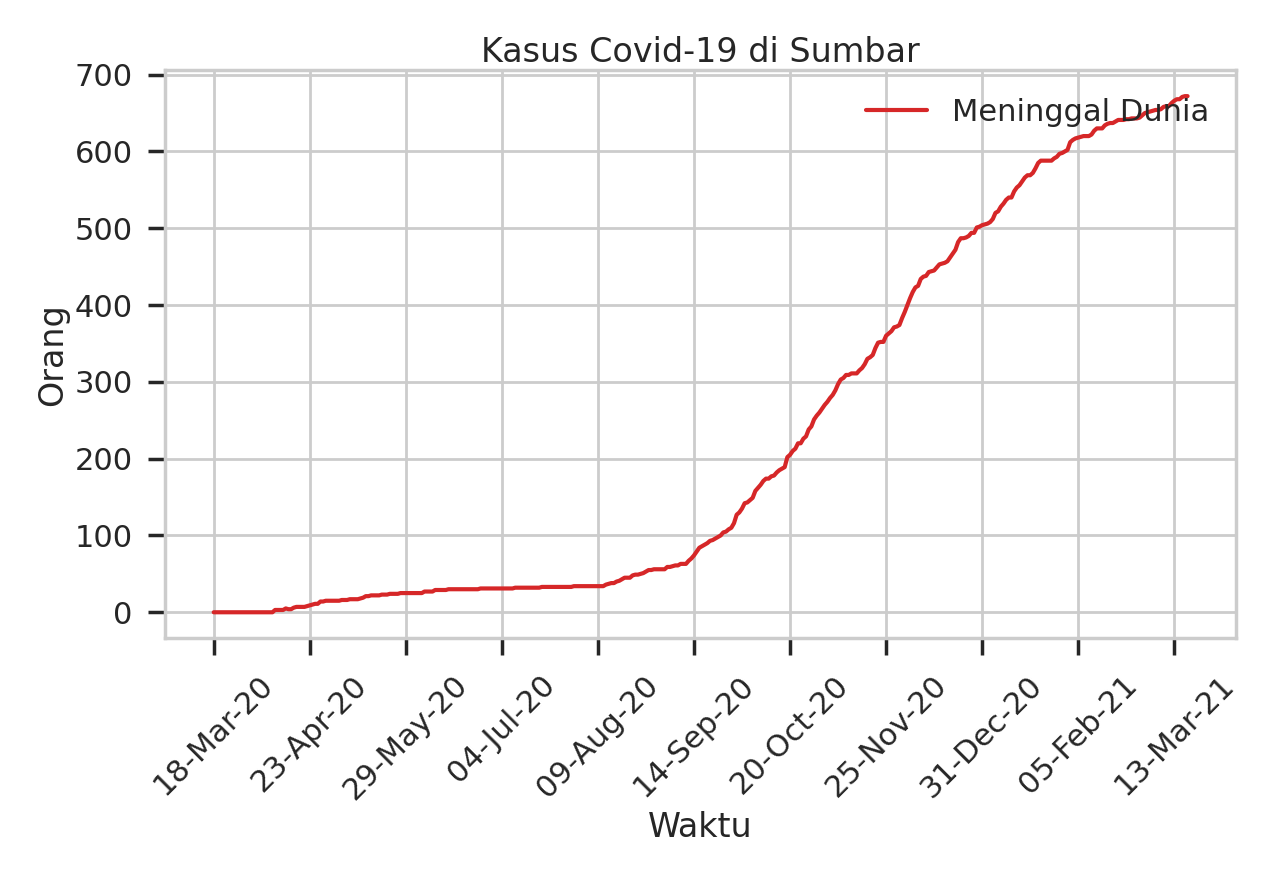 Kasus Covid-19 di Sumbar
Meninggal Dunia
Orang
700
600
500
400
300
200
100
0
18-Mar-20
23-Apr-20
29-May-20
04-Jul-20
09-Aug-20
14-Sep-20
20-Oct-20
25-Nov-20
31-Dec-20
05-Feb-21
13-Mar-21
Waktu